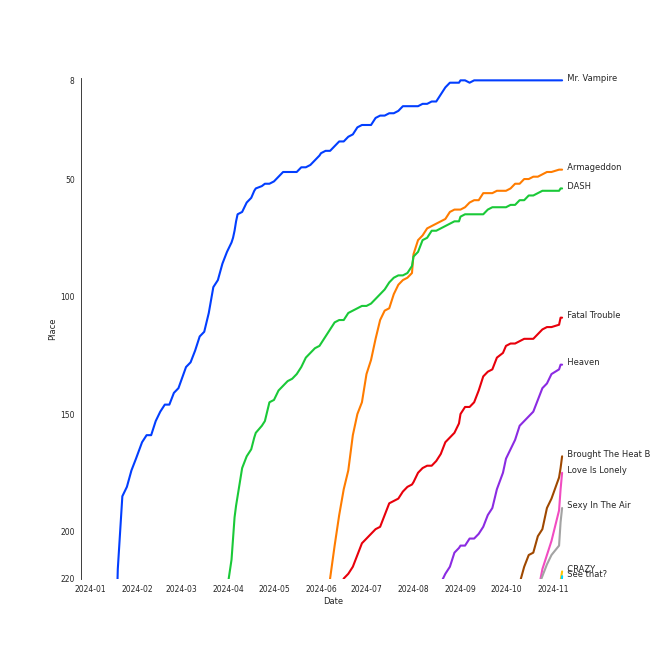 8
50
100
150
200
220
Place
2024-01
2024-02
2024-03
2024-04
2024-05
2024-06
2024-07
2024-08
2024-09
2024-10
2024-11
Date
Mr. Vampire
Armageddon
DASH
Fatal Trouble
Heaven
Brought The Heat B
Love Is Lonely
Sexy In The Air
CRAZY
See that?